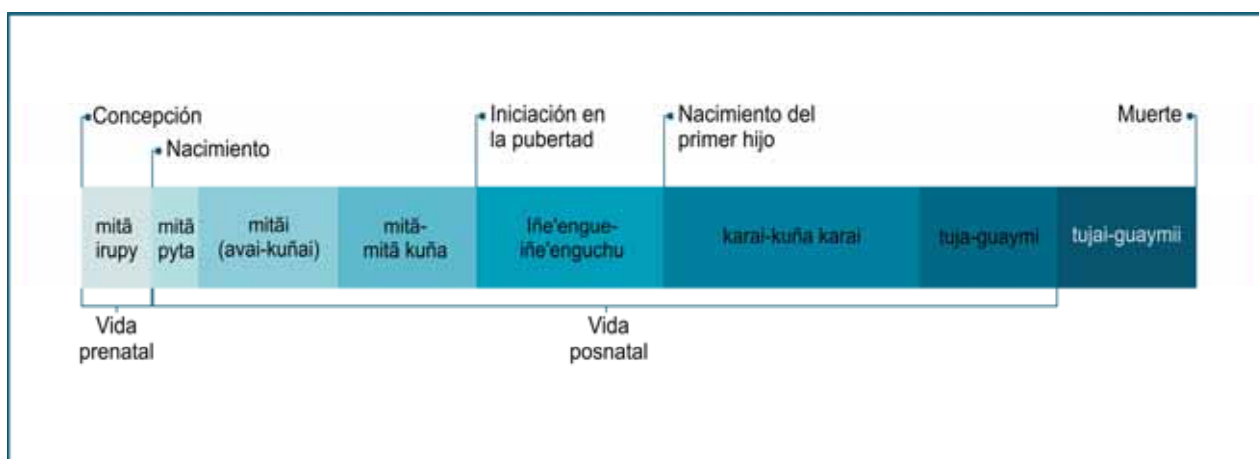 Concepción
Nacimiento
Iniciación en
la pubertad
Nacimiento del
primer hijo
Muerte
mitã
irupy
mitã
pyta
mitãi
(avai-kuñai)
mitã-
mitã kuña
Iñe'engue-
iñe'enguchu
karai-kuña karai
tuja-guaymi
tujai-guaymii
Vida
prenatal
Vida
posnatal